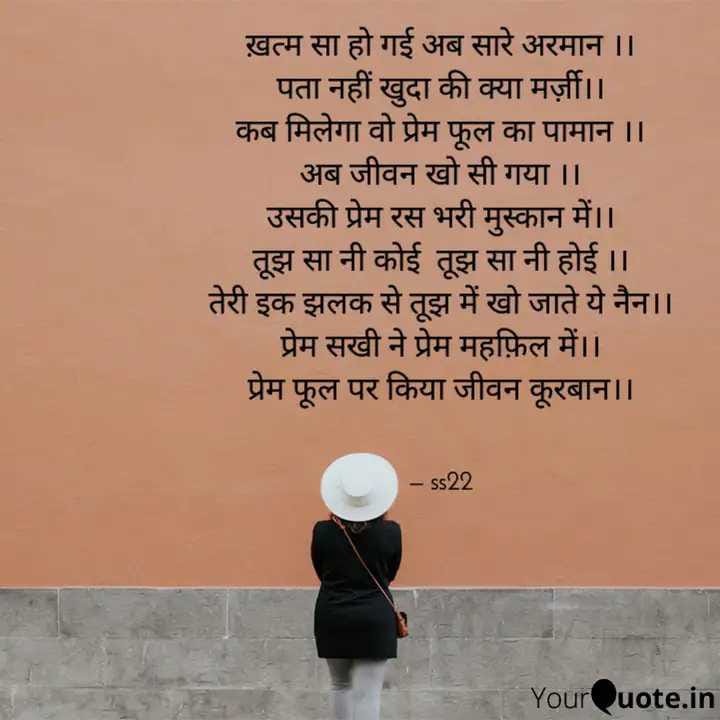 ख़त्म सा हो गई अब सारे अरमान ।।
पता नहीं खुदा की क्या मर्ज़ी।।
कब मिलेगा वो प्रेम फूल का पामान ।।
अब जीवन खो सी गया ।।
उसकी प्रेम रस भरी मुस्कान में।।
तूझ सा नी कोई तूझ सा नी होई ।।
तेरी इक झलक से तूझ में खो जाते ये नैन।।
प्रेम सखी ने प्रेम महफ़िल में।।
प्रेम फूल पर किया जीवन कूरबान।।
– ss22
YourQuote.in